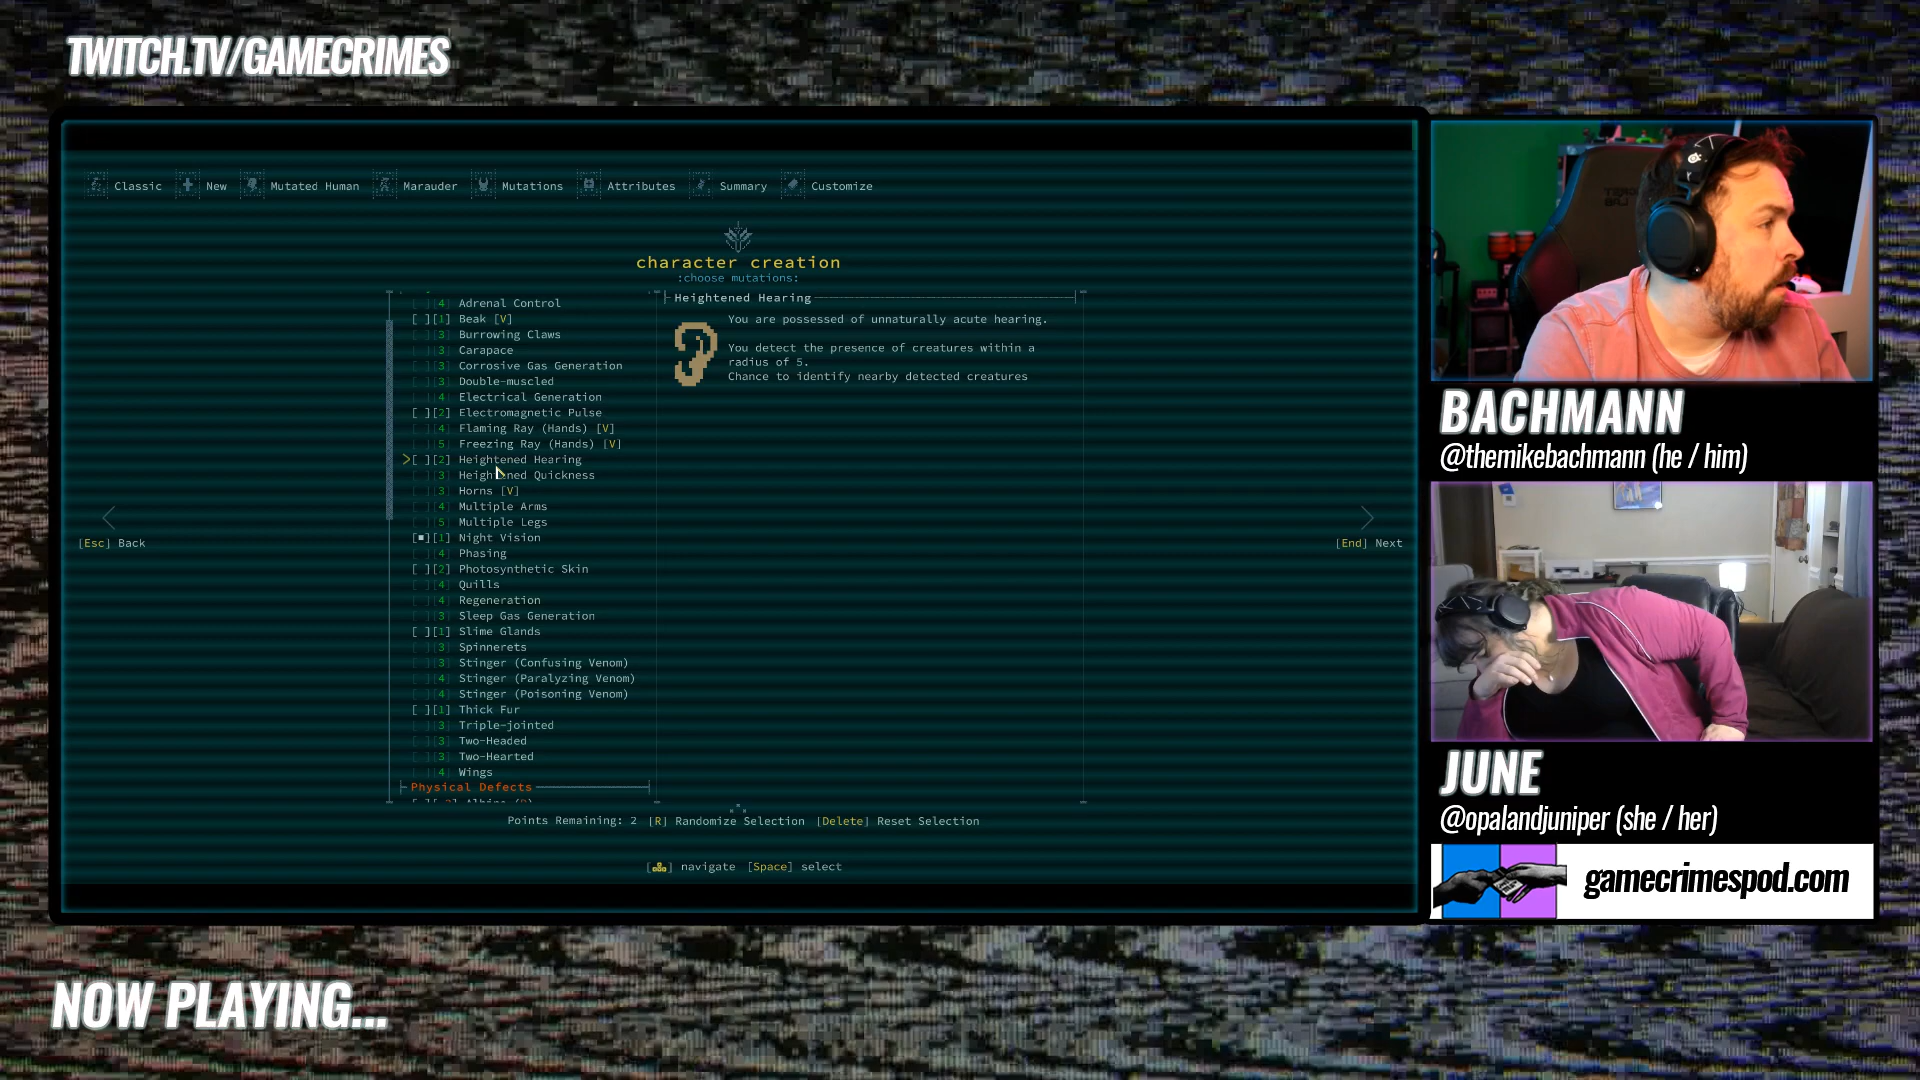 TWITCH.TV/GAMECRIMES
Classic New Mutated Human Marauder Mutations Attributes Summary Customize
character creation
:choose mutations:
[ ][4] Adrenal Control
[ ][1] Beak [V]
[ ][3] Burrowing Claws
[ ][3] Carapace
[ ][3] Corrosive Gas Generation
[ ][3] Double-muscled
[ ][4] Electrical Generation
[ ][2] Electromagnetic Pulse
[ ][4] Flaming Ray (Hands) [V]
[ ][5] Freezing Ray (Hands) [V]
>[ ][2] Heightened Hearing
[ ][3] Heightened Quickness
[ ][3] Horns [V]
[ ][4] Multiple Arms
[ ][5] Multiple Legs
[■][1] Night Vision
[ ][4] Phasing
[ ][2] Photosynthetic Skin
[ ][4] Quills
[ ][4] Regeneration
[ ][3] Sleep Gas Generation
[ ][1] Slime Glands
[ ][3] Spinnerets
[ ][3] Stinger (Confusing Venom)
[ ][4] Stinger (Paralyzing Venom)
[ ][4] Stinger (Poisoning Venom)
[ ][1] Thick Fur
[ ][3] Triple-jointed
[ ][3] Two-Headed
[ ][3] Two-Hearted
[ ][4] Wings
Physical Defects
Heightened Hearing
You are possessed of unnaturally acute hearing.
You detect the presence of creatures within a
radius of 5.
Chance to identify nearby detected creatures
[Esc] Back
[End] Next
Points Remaining: 2 [R] Randomize Selection [Delete] Reset Selection
navigate [Space] select
BACHMANN
@themikebachmann (he / him)
JUNE
@opalandjuniper (she / her)
gamecrimespod.com
NOW PLAYING...